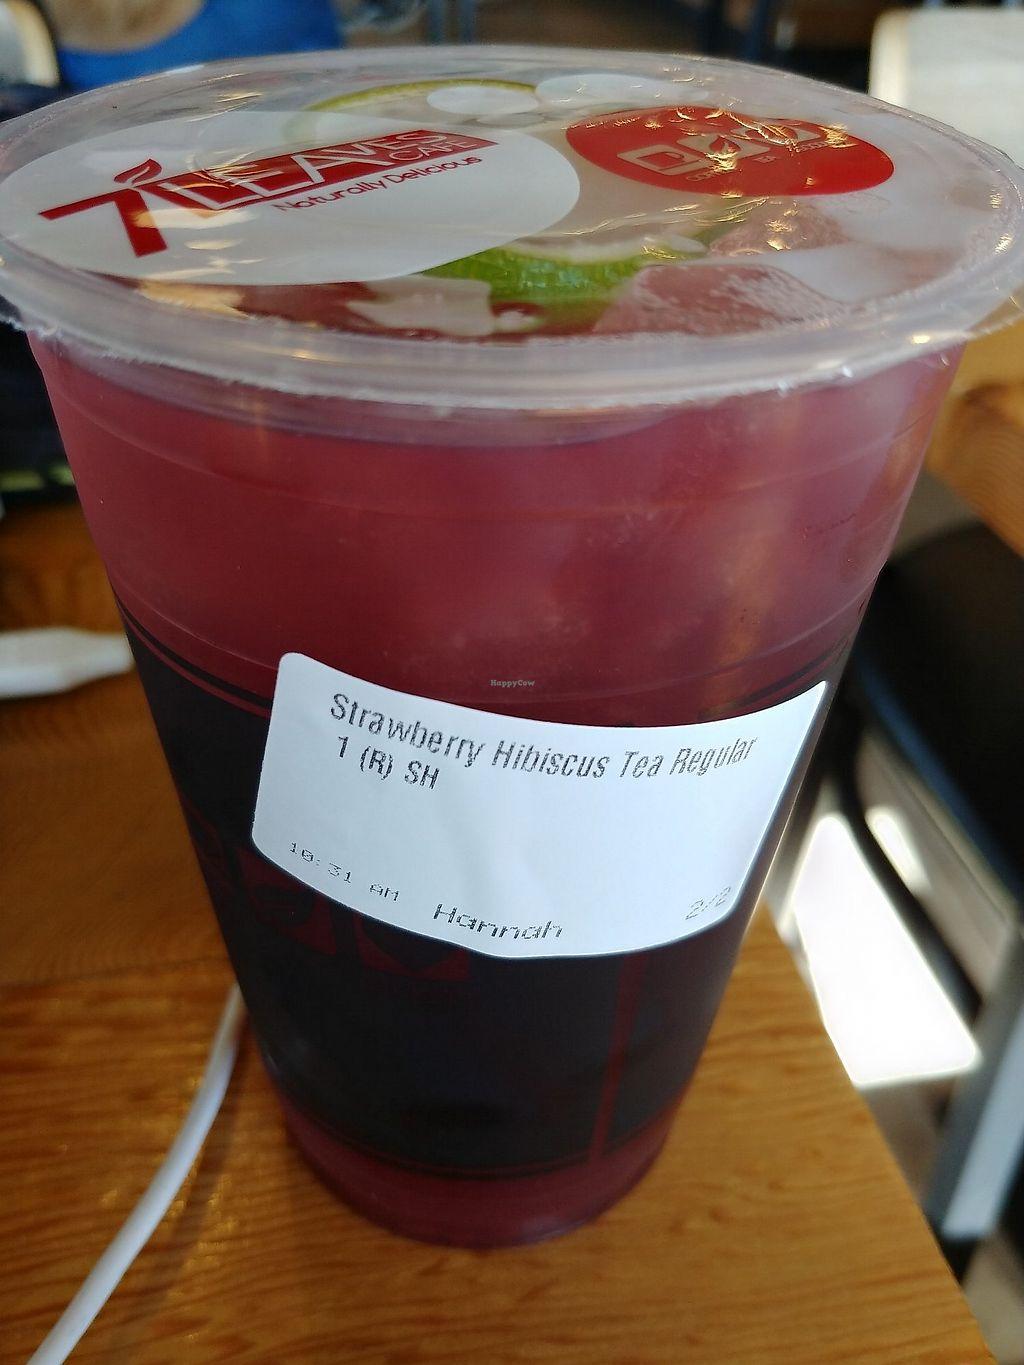 7 LEAVES
CAFE
Naturally Delicious
HappyCow
Strawberry Hibiscus Tea Regular
1 (R) SH
10:31 AM
Hannah
2/2